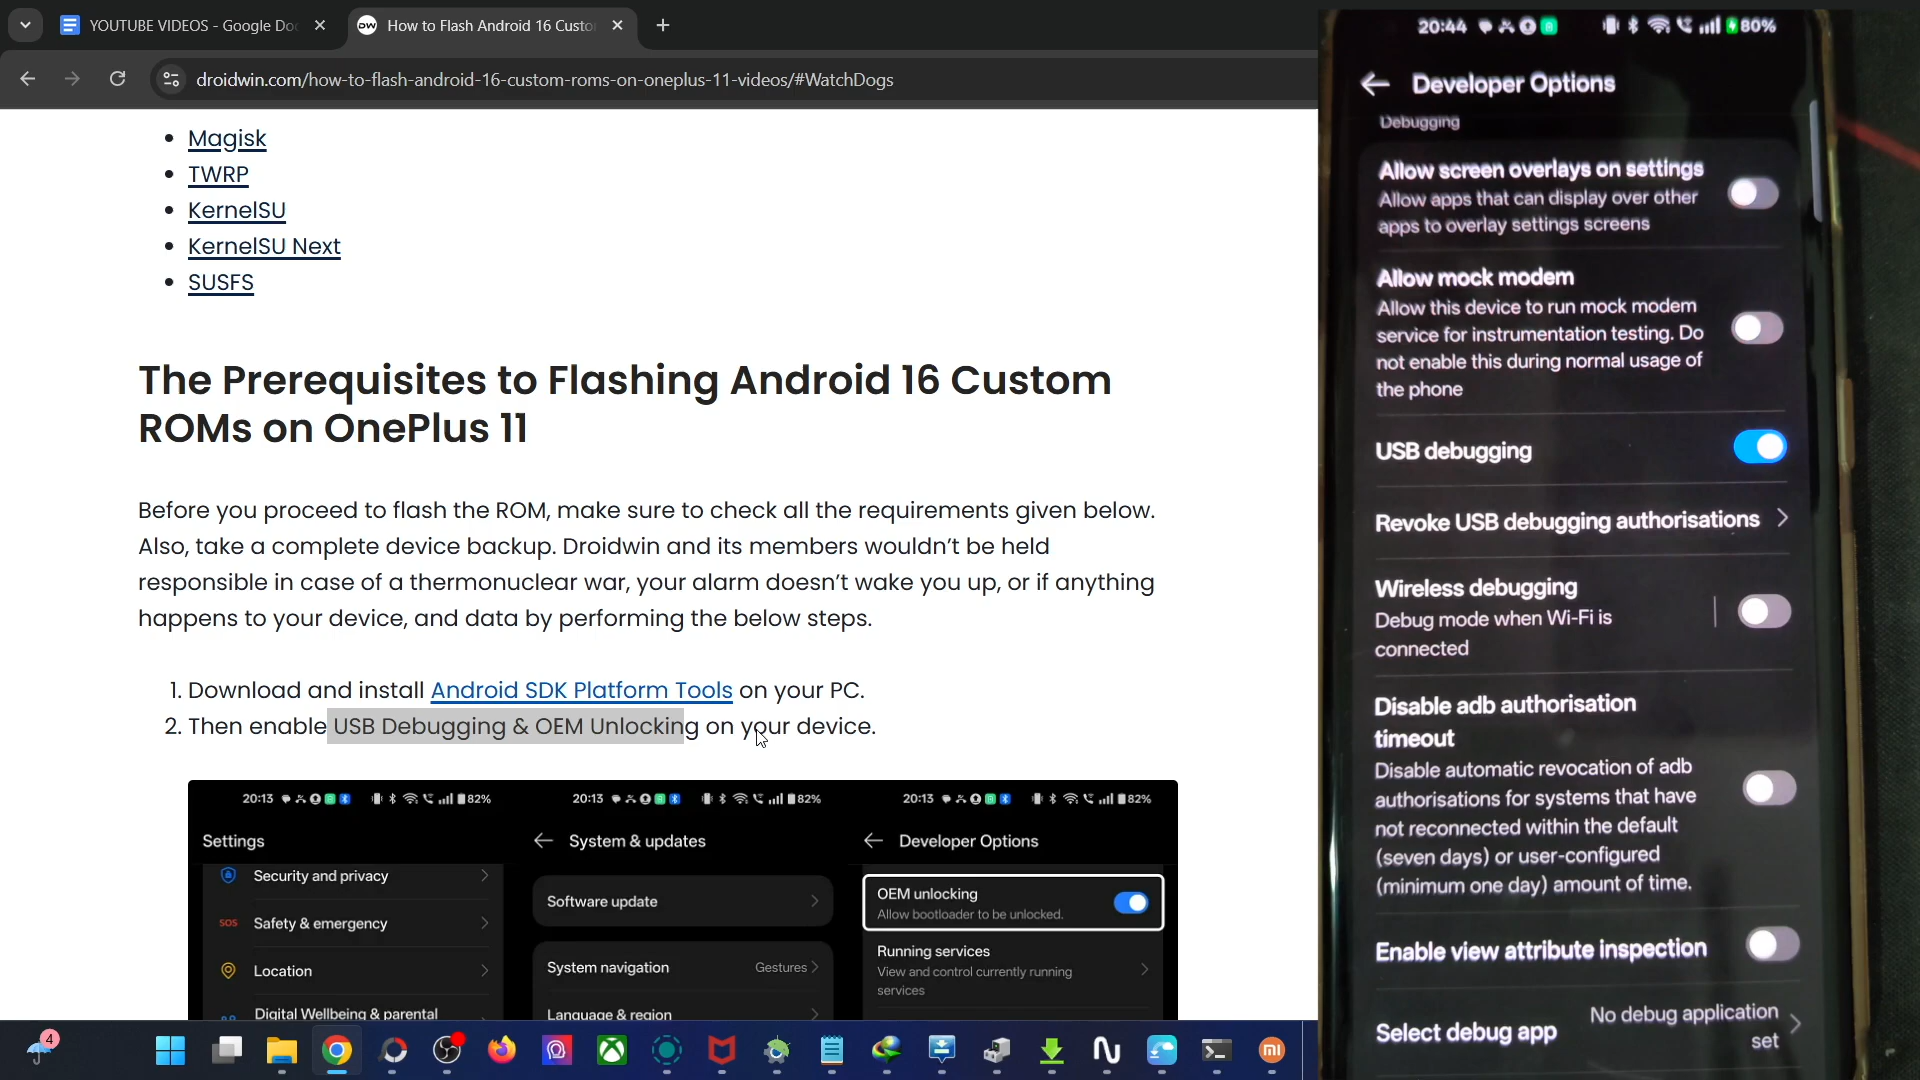 YOUTUBE VIDEOS - Google Do
How to Flash Android 16 Custo
droidwin.com/how-to-flash-android-16-custom-roms-on-oneplus-11-videos/#WatchDogs
Magisk
TWRP
KernelSU
KernelSU Next
SUSFS
The Prerequisites to Flashing Android 16 Custom
ROMs on OnePlus 11
Before you proceed to flash the ROM, make sure to check all the requirements given below.
Also, take a complete device backup. Droidwin and its members wouldn't be held
responsible in case of a thermonuclear war, your alarm doesn't wake you up, or if anything
happens to your device, and data by performing the below steps.
1. Download and install Android SDK Platform Tools on your PC.
2. Then enable USB Debugging & OEM Unlocking on your device.
20:13 82%
Settings
Security and privacy
SOS Safety & emergency
Location
Digital Wellbeing & parental
20:13 82%
System & updates
Software update
System navigation Gestures
Language & region
20:13 82%
Developer Options
OEM unlocking
Allow bootloader to be unlocked.
Running services
View and control currently running
services
4
20:44 80%
Developer Options
Debugging
Allow screen overlays on settings
Allow apps that can display over other
apps to overlay settings screens
Allow mock modem
Allow this device to run mock modem
service for instrumentation testing. Do
not enable this during normal usage of
the phone
USB debugging
Revoke USB debugging authorisations
Wireless debugging
Debug mode when Wi-Fi is
connected
Disable adb authorisation
timeout
Disable automatic revocation of adb
authorisations for systems that have
not reconnected within the default
(seven days) or user-configured
(minimum one day) amount of time.
Enable view attribute inspection
Select debug app
No debug application
set